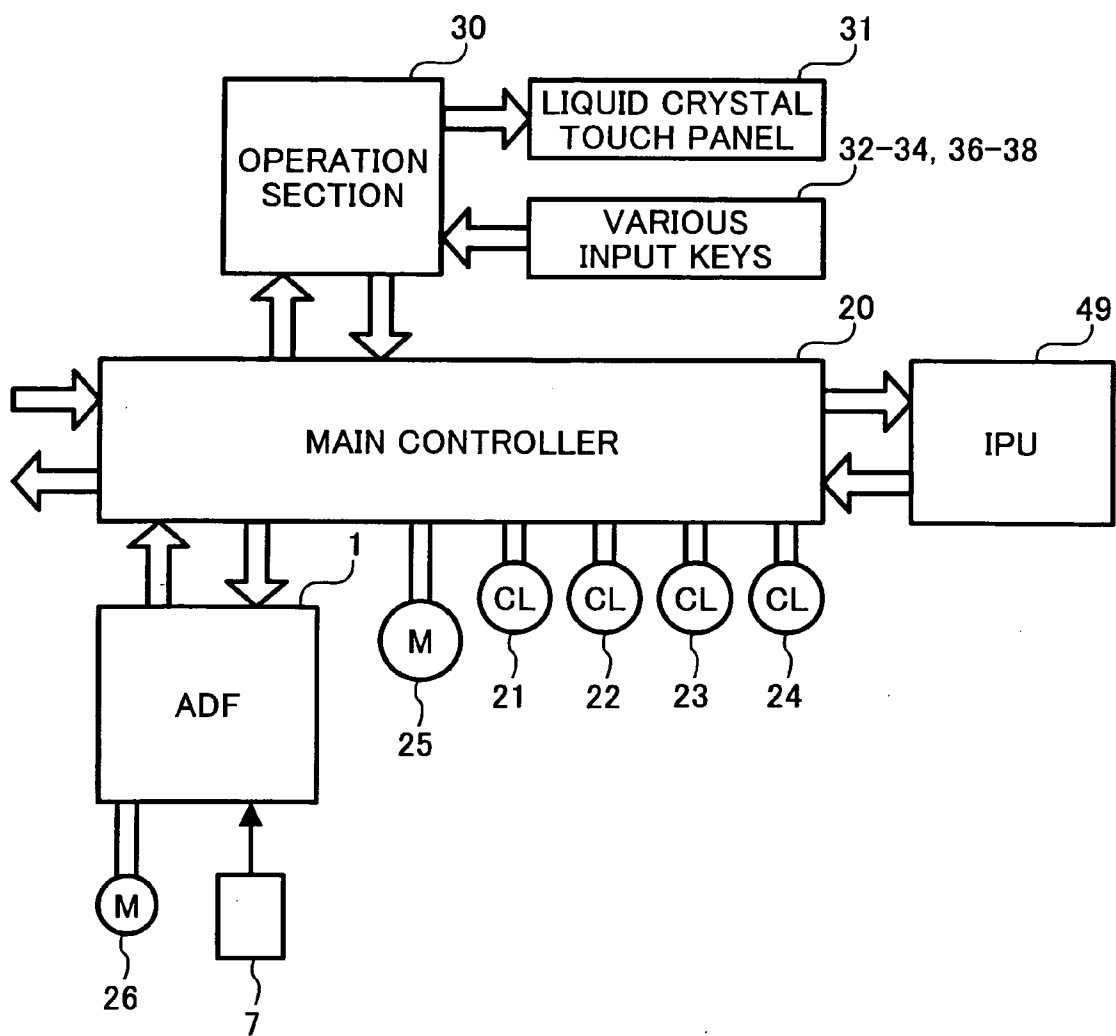 30
31
LIQUID CRYSTAL
TOUCH PANEL
OPERATION
SECTION
32-34, 36-38
VARIOUS
INPUT KEYS
20
49
MAIN CONTROLLER
IPU
1
CL
CL
CL
CL
M
21
22
23
24
ADF
25
M
26
7